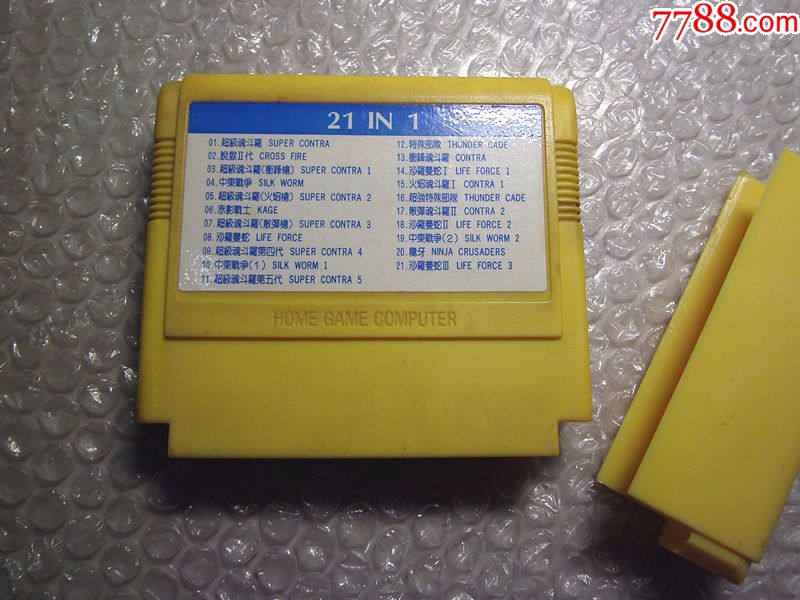 7788.com
21 IN 1
01.超級魂斗羅 SUPER CONTRA
02.脫獄Ⅱ代 CROSS FIRE
03.超級魂斗羅(衝鋒槍) SUPER CONTRA 1
04.中東戰爭 SILK WORM
05.超級魂斗羅(火焰槍) SUPER CONTRA 2
06.赤影戰士 KAGE
07.超級魂斗羅(散彈槍) SUPER CONTRA 3
08.沙羅曼蛇 LIFE FORCE
09.超級魂斗羅第四代 SUPER CONTRA 4
10.中東戰爭(1) SILK WORM 1
11.超級魂斗羅第五代 SUPER CONTRA 5
12.特殊部隊 THUNDER CADE
13.衝鋒魂斗羅 CONTRA
14.沙羅曼蛇Ⅰ LIFE FORCE 1
15.火焰魂斗羅Ⅰ CONTRA 1
16.超強特殊部隊 THUNDER CADE
17.散彈魂斗羅Ⅱ CONTRA 2
18.沙羅曼蛇Ⅱ LIFE FORCE 2
19.中東戰爭(2) SILK WORM 2
20.龍牙 NINJA CRUSADERS
21.沙羅曼蛇Ⅲ LIFE FORCE 3
HOME GAME COMPUTER